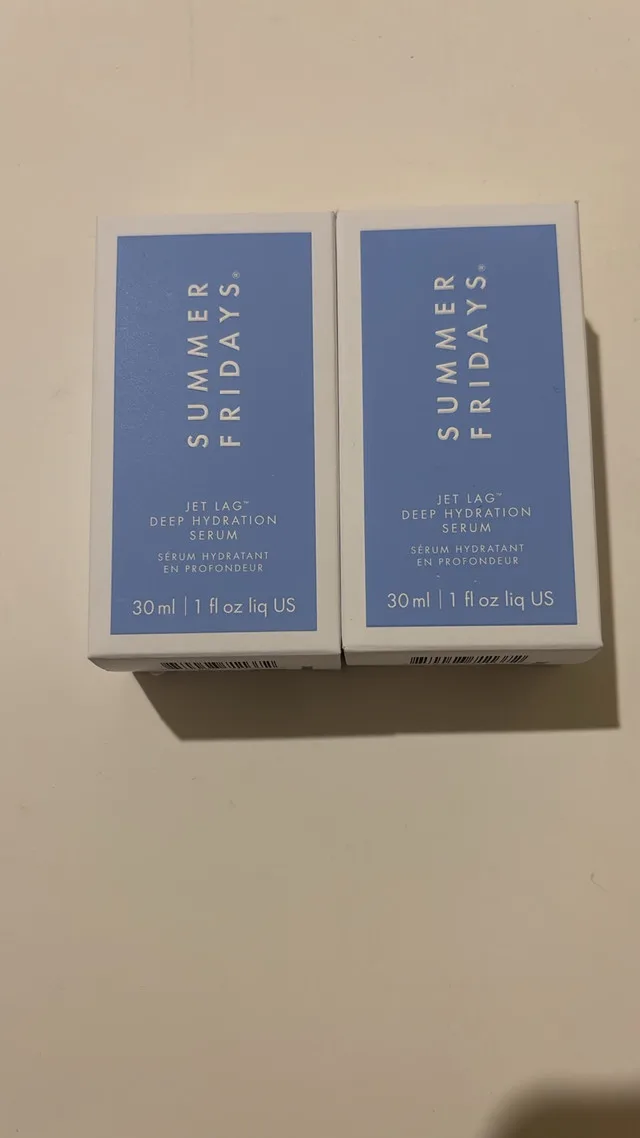 SUMMER
FRIDAYS®
JET LAG™
DEEP HYDRATION
SERUM
SÉRUM HYDRATANT
EN PROFONDEUR
30 ml | 1 fl oz liq US
SUMMER
FRIDAYS®
JET LAG™
DEEP HYDRATION
SERUM
SÉRUM HYDRATANT
EN PROFONDEUR
30 ml | 1 fl oz liq US